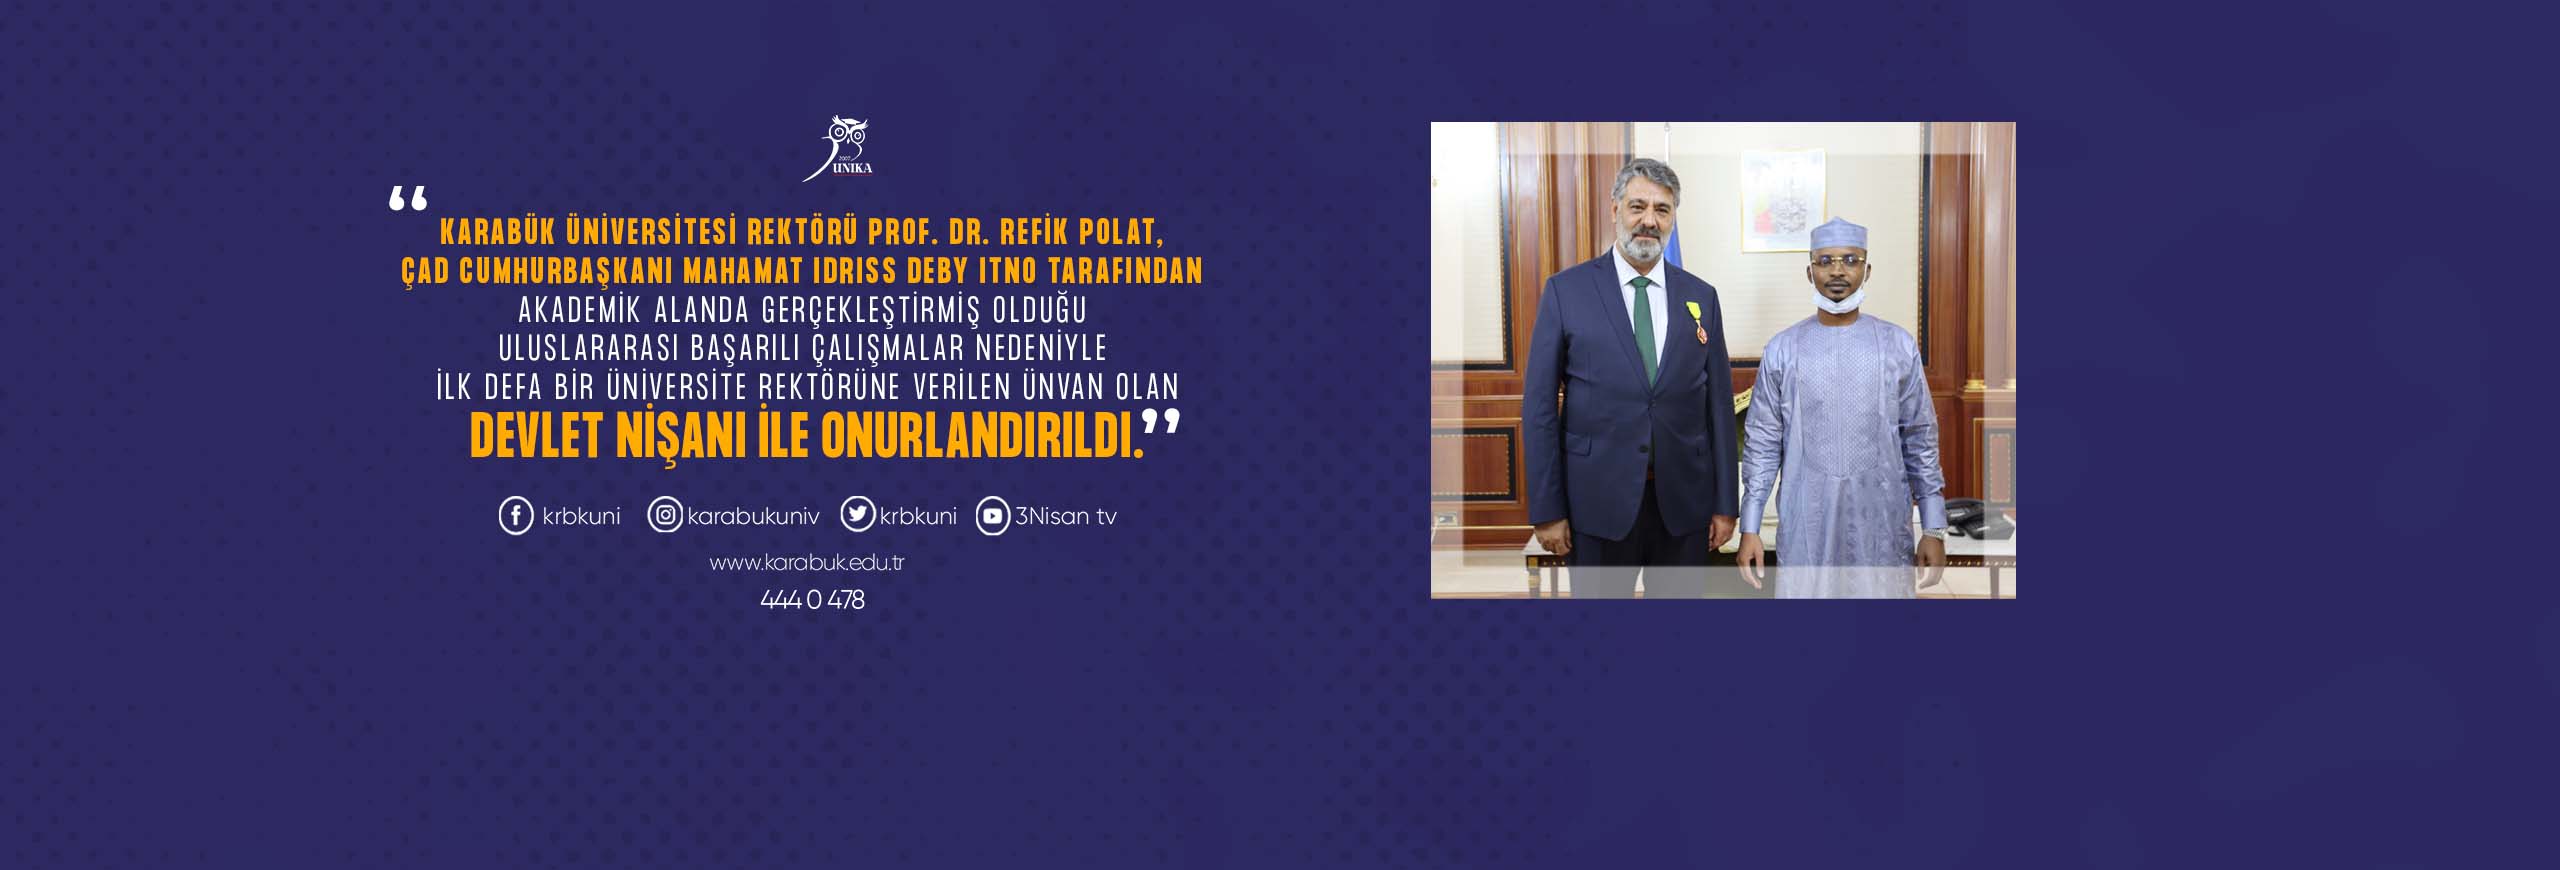 2007
UNIKA
“KARABÜK ÜNİVERSİTESİ REKTÖRÜ PROF. DR. REFİK POLAT,
ÇAD CUMHURBAŞKANI MAHAMAT IDRISS DEBY ITNO TARAFINDAN
AKADEMİK ALANDA GERÇEKLEŞTİRMİŞ OLDUĞU
ULUSLARARASI BAŞARILI ÇALIŞMALAR NEDENİYLE
İLK DEFA BİR ÜNİVERSİTE REKTÖRÜNE VERİLEN ÜNVAN OLAN
DEVLET NİŞANI İLE ONURLANDIRILDI.”
krbkuni karabukuniv krbkuni 3Nisan tv
www.karabuk.edu.tr
444 0 478